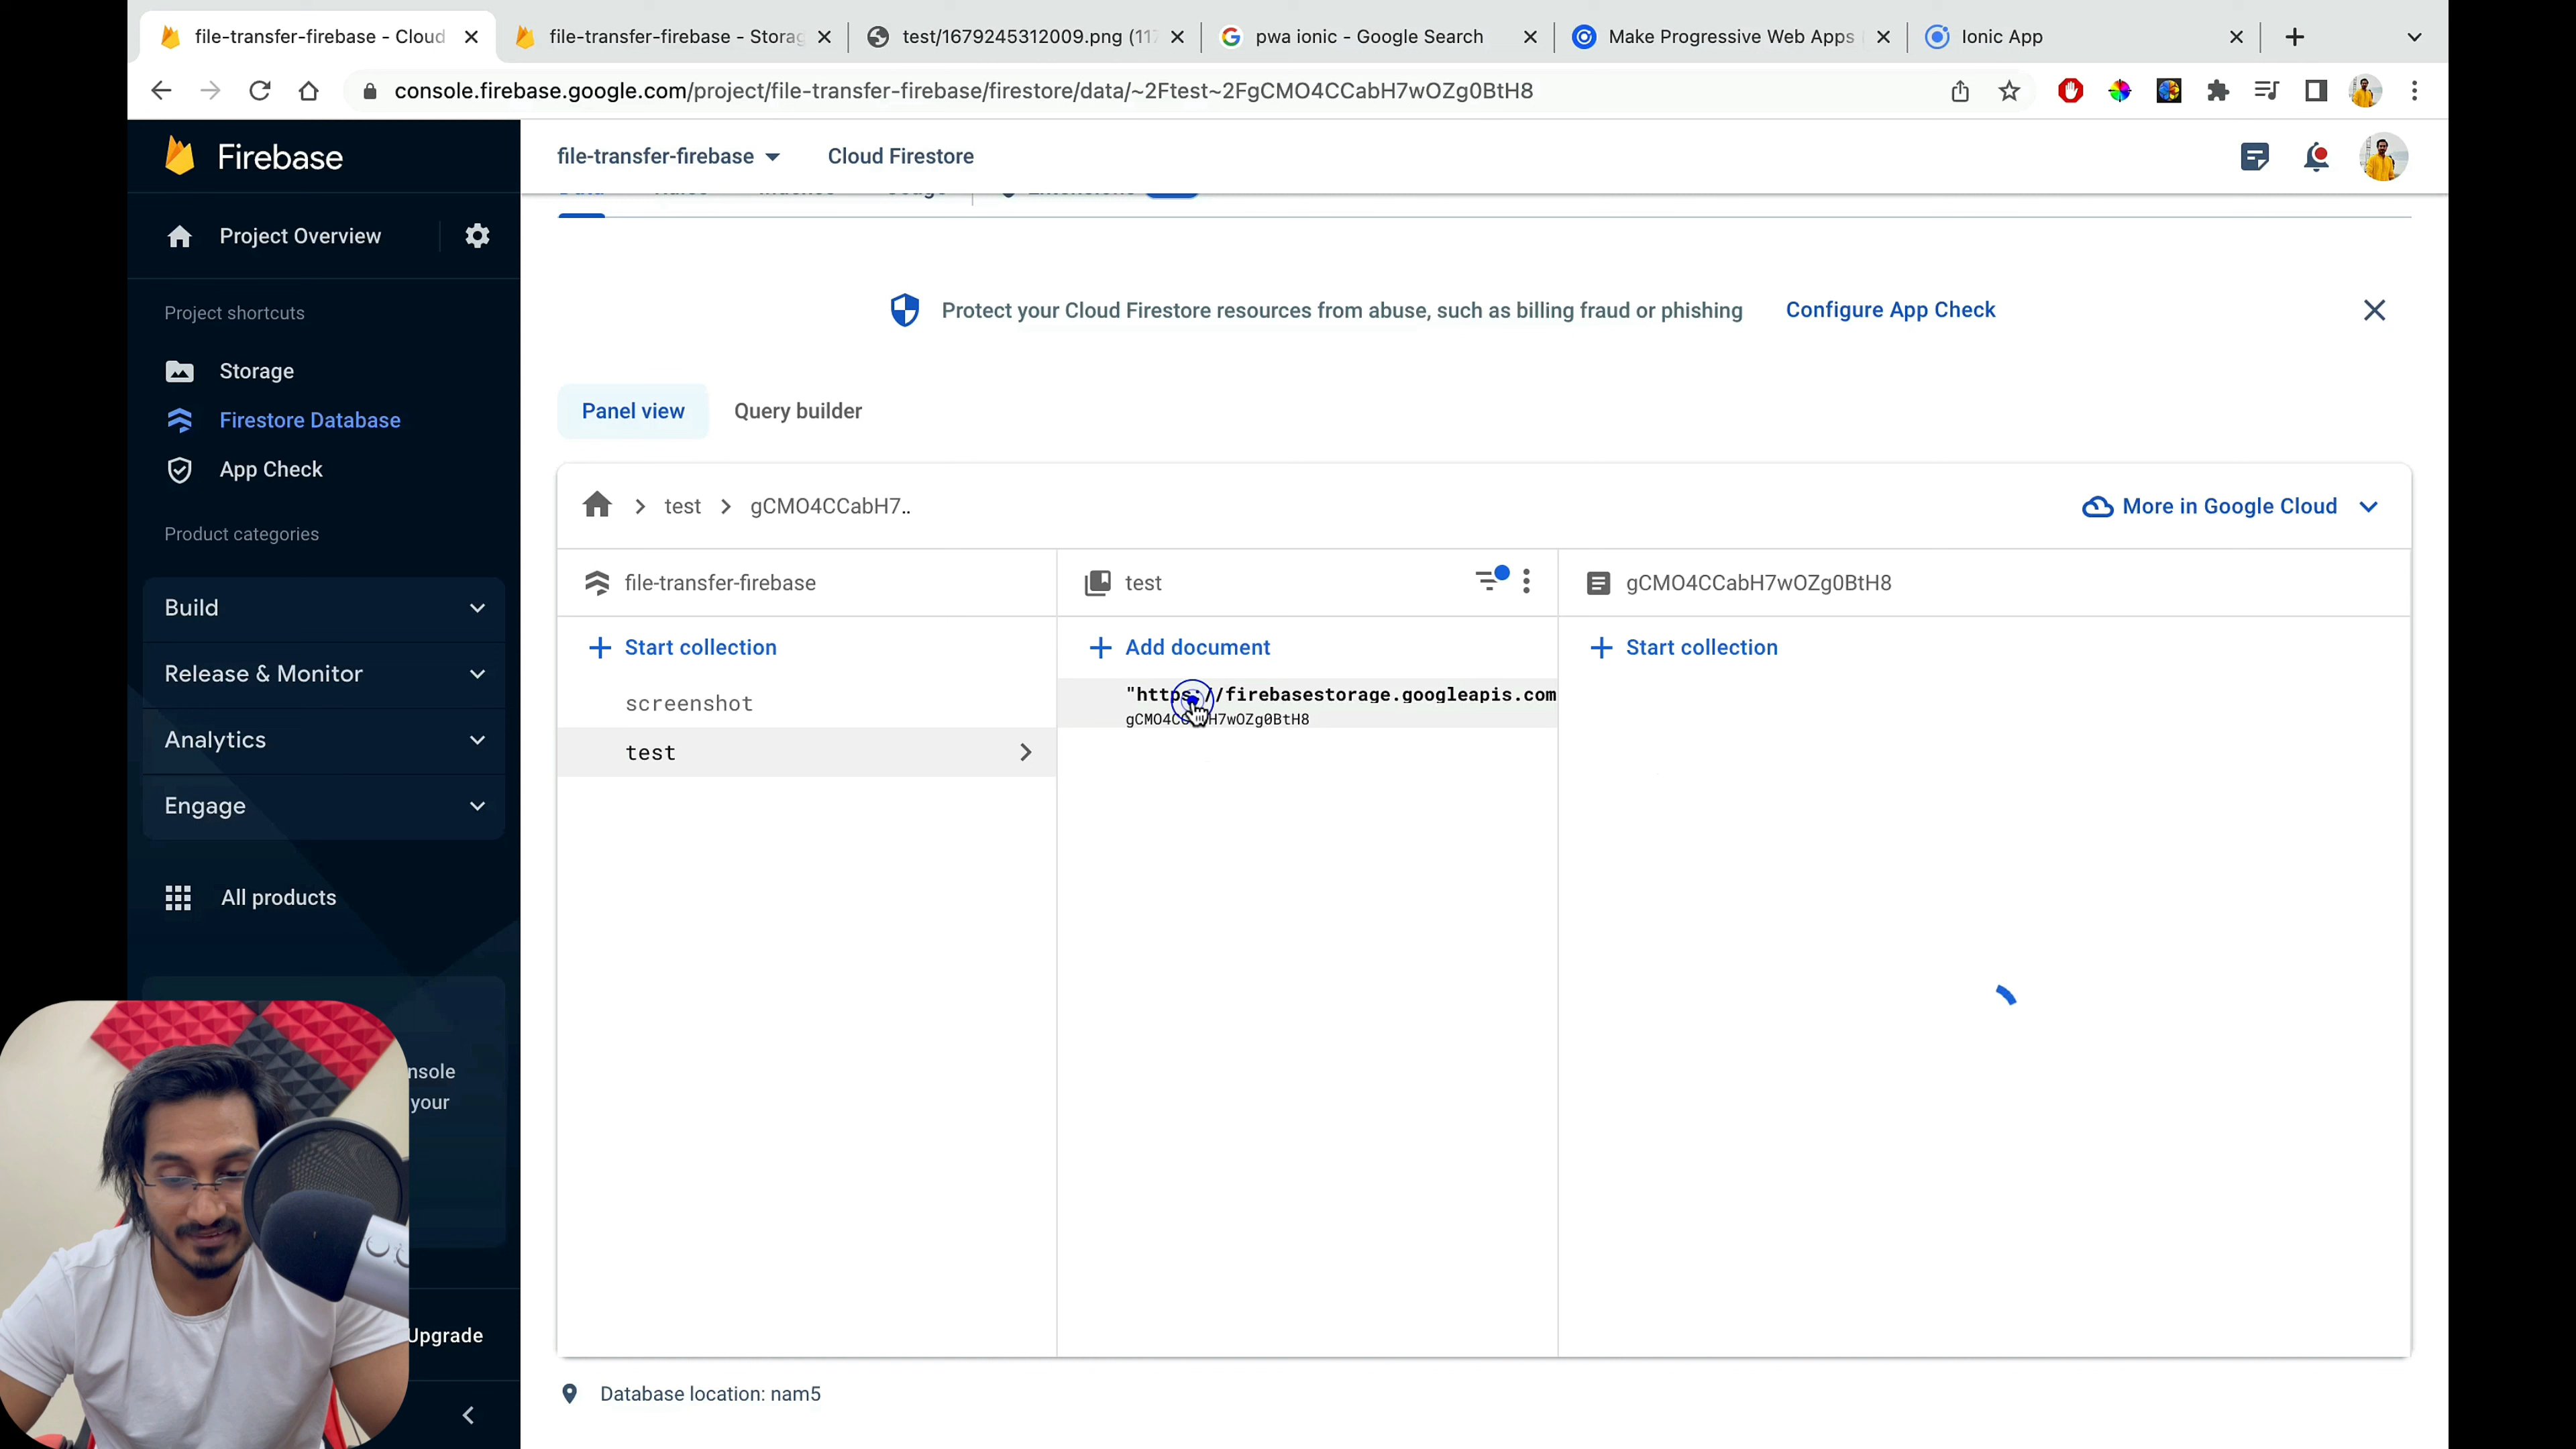 file-transfer-firebase - Cloud
file-transfer-firebase - Storag
test/1679245312009.png (117
pwa ionic - Google Search
Make Progressive Web Apps
Ionic App
console.firebase.google.com/project/file-transfer-firebase/firestore/data/~2Ftest~2FgCMO4CCabH7wOZg0BtH8
Firebase
file-transfer-firebase
Cloud Firestore
Extensions
Project Overview
Project shortcuts
Protect your Cloud Firestore resources from abuse, such as billing fraud or phishing
Configure App Check
Storage
Firestore Database
App Check
Panel view
Query builder
test
gCMO4CCabH7..
More in Google Cloud
Product categories
file-transfer-firebase
test
gCMO4CCabH7wOZg0BtH8
Build
Start collection
Add document
Start collection
Release & Monitor
screenshot
"https://firebasestorage.googleapis.com
test
Analytics
Engage
All products
nsole
your
Upgrade
Database location: nam5